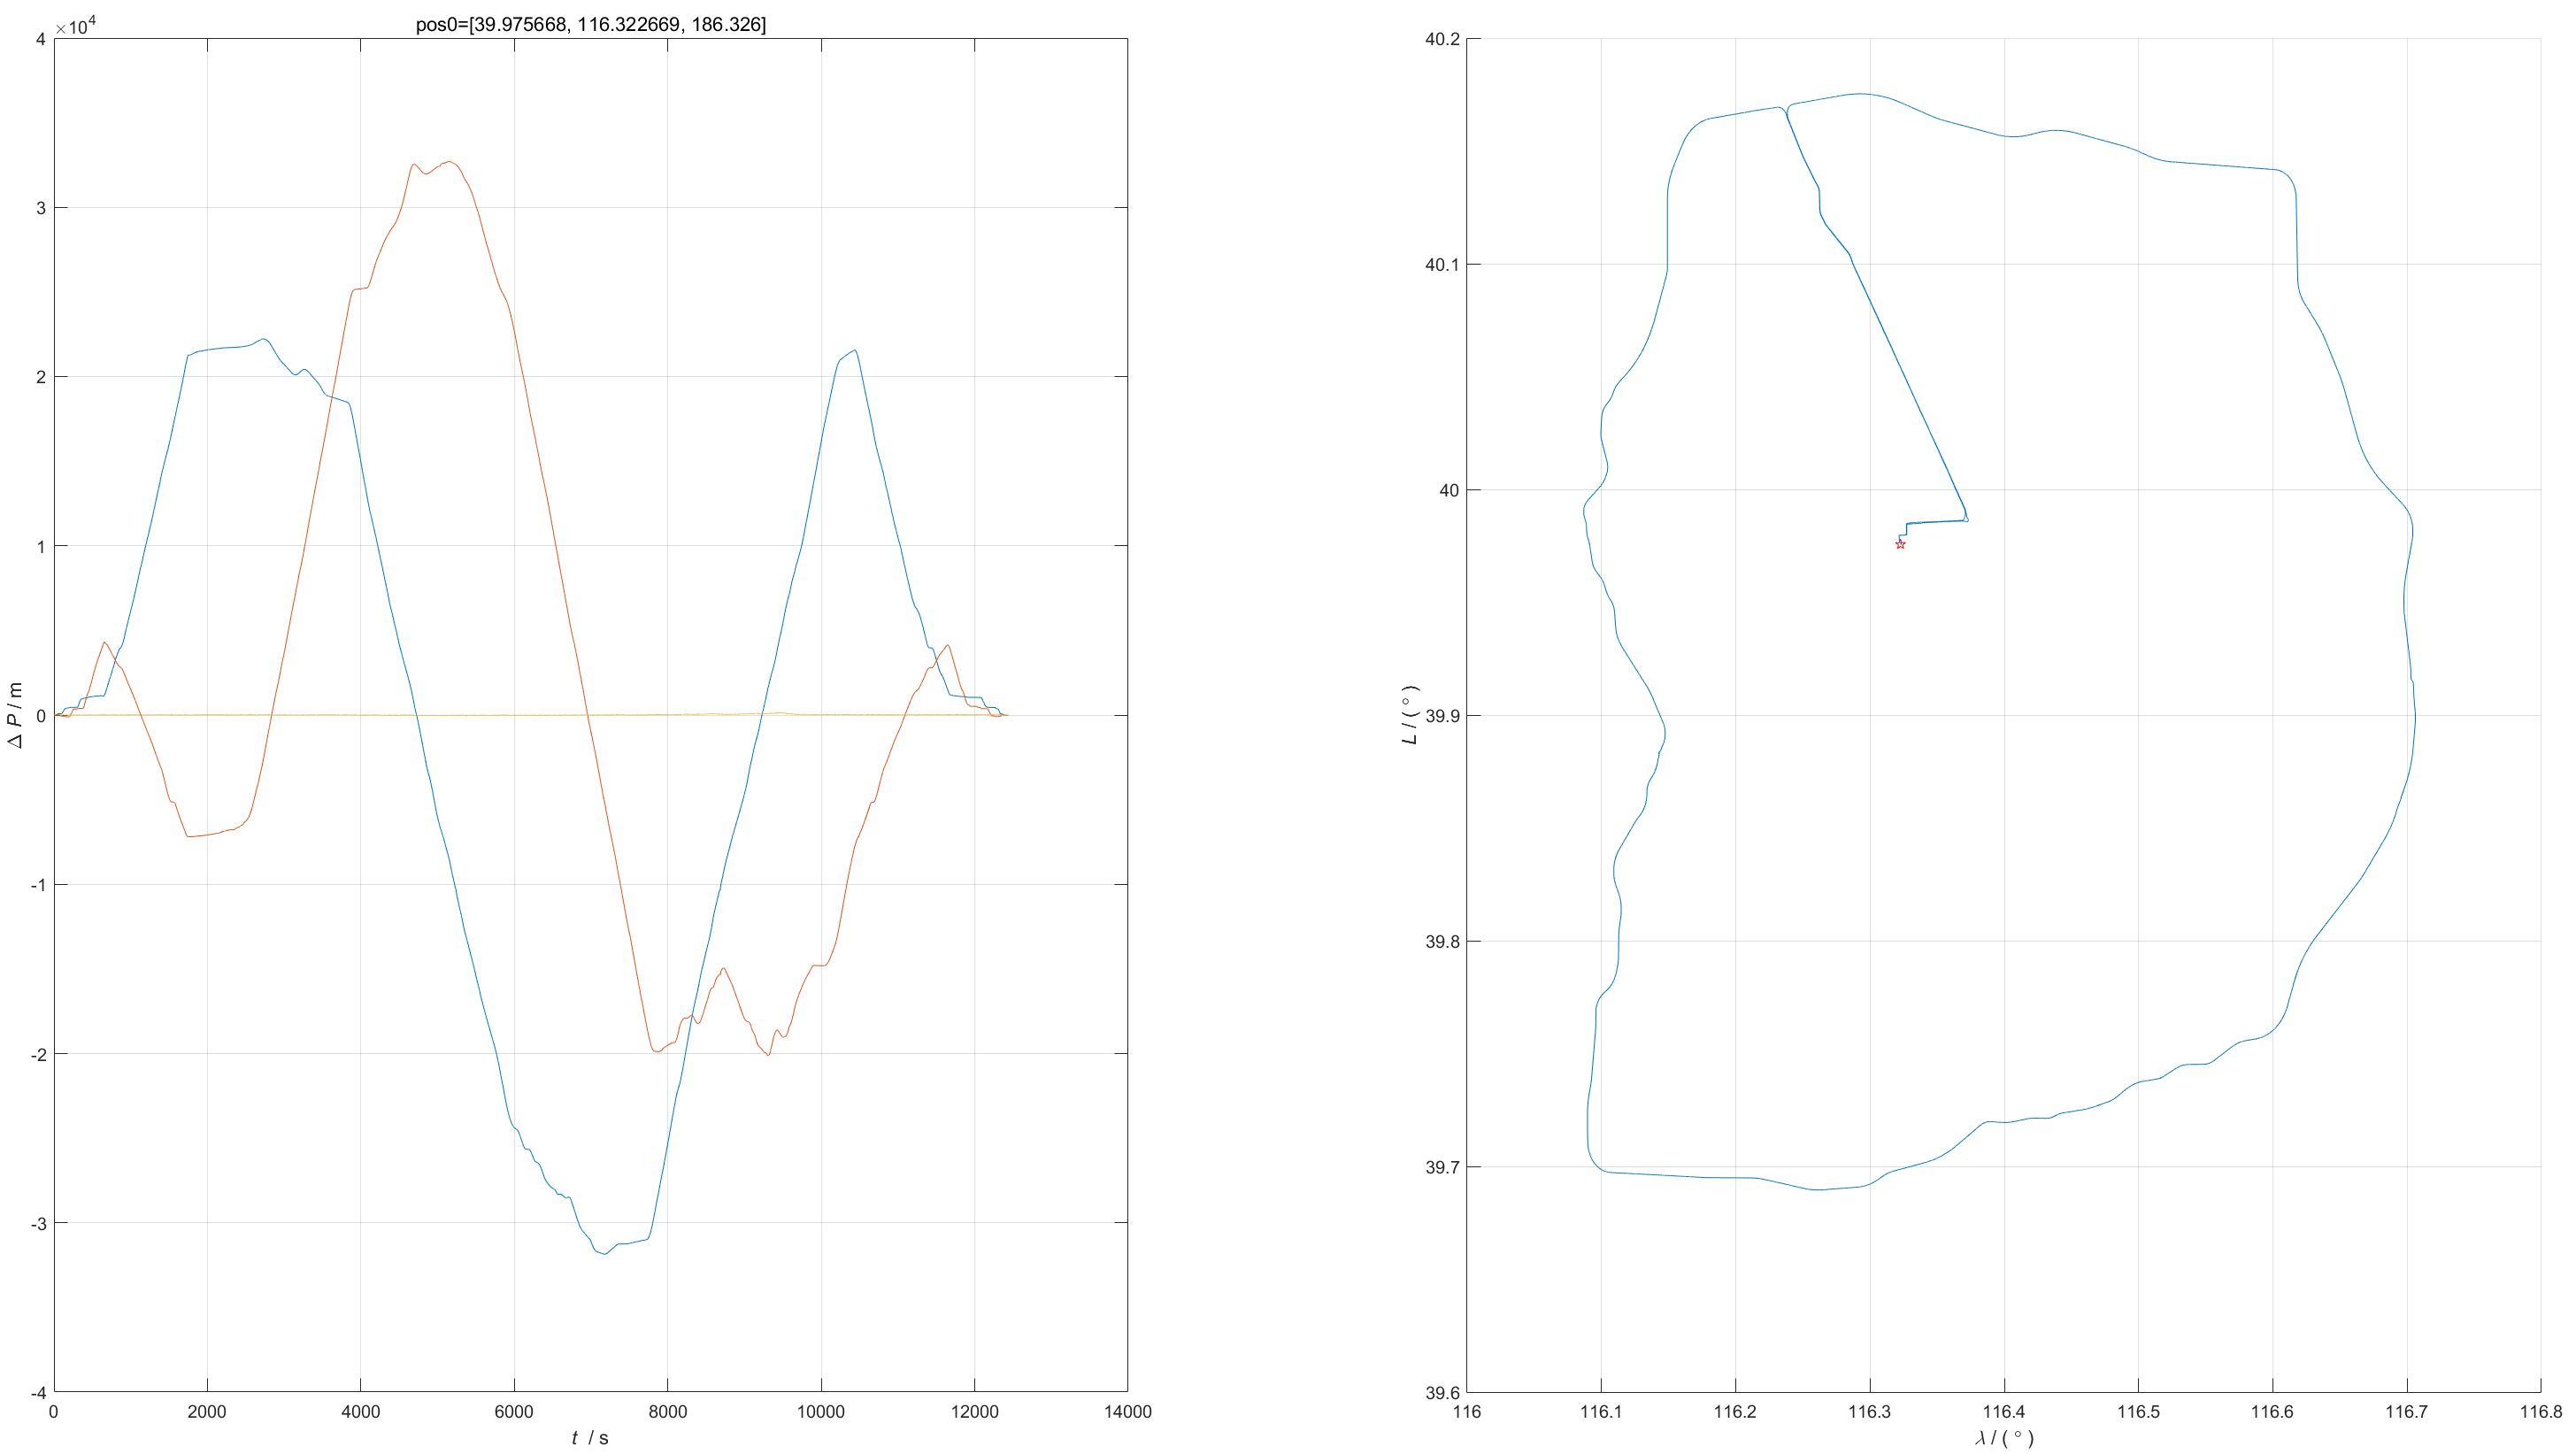 pos0=[39.975668, 116.322669, 186.326]
×10⁴
4
3
2
1
0
-1
-2
-3
-4
Δ P / m
0 2000 4000 6000 8000 10000 12000 14000
t / s
40.2
40.1
40
39.9
39.8
39.7
39.6
L / ( ° )
116 116.1 116.2 116.3 116.4 116.5 116.6 116.7 116.8
λ / ( ° )